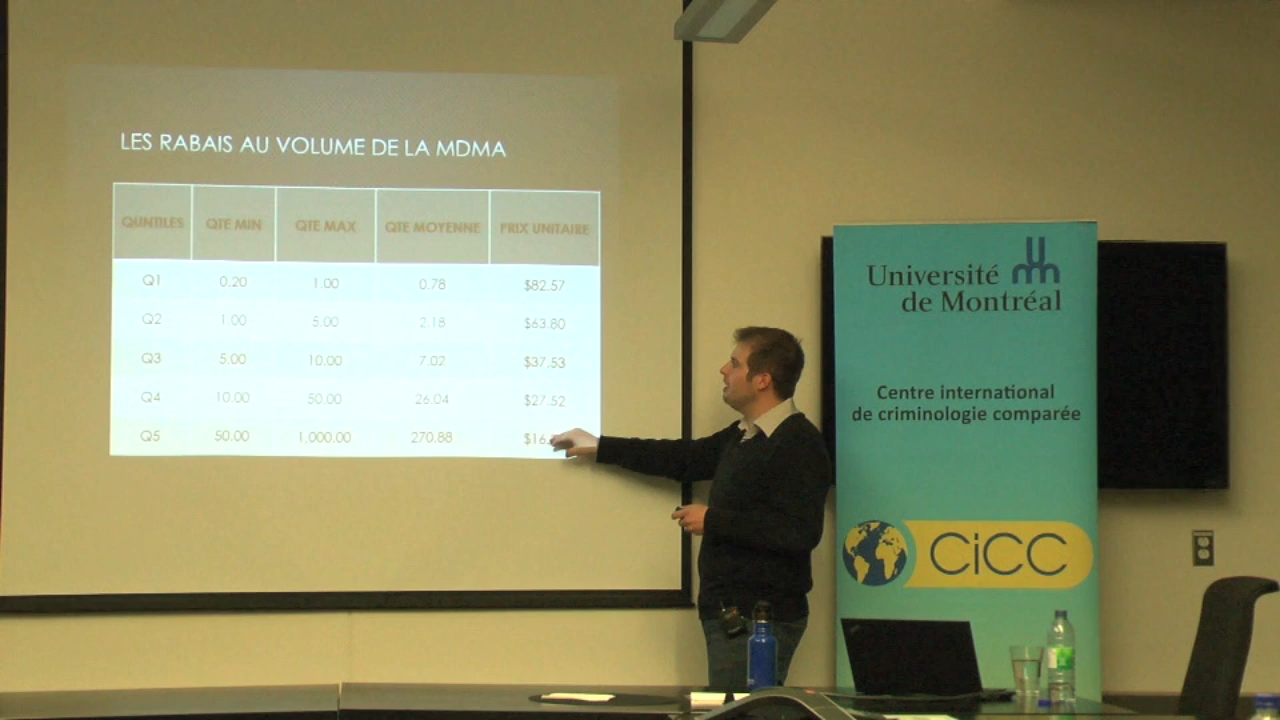 LES RABAIS AU VOLUME DE LA MDMA
QUINTILES QTE MIN QTE MAX QTE MOYENNE PRIX UNITAIRE
Q1 0.20 1.00 0.78 $82.57
Q2 1.00 5.00 2.18 $63.80
Q3 5.00 10.00 7.02 $37.53
Q4 10.00 50.00 26.04 $27.52
Q5 50.00 1,000.00 270.88
Université
de Montréal
Centre international
de criminologie comparée
CiCC